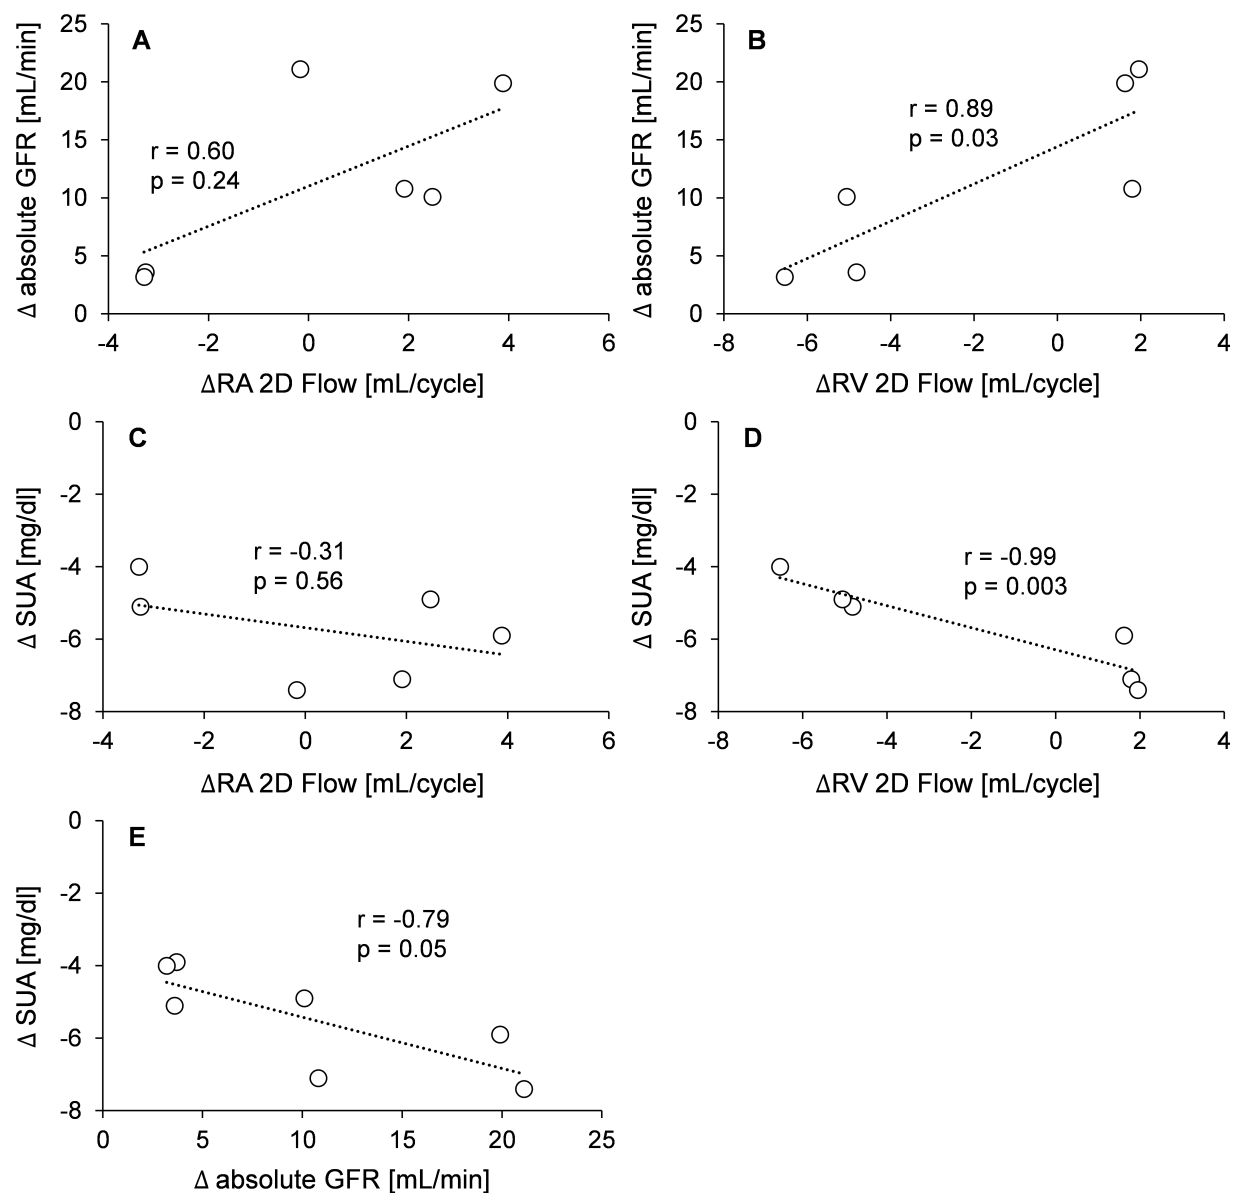 A
Δ absolute GFR [mL/min]
25
20
15
10
5
0
r = 0.60
p = 0.24
-4
-2
0
2
4
6
ΔRA 2D Flow [mL/cycle]
B
Δ absolute GFR [mL/min]
25
20
15
10
5
0
r = 0.89
p = 0.03
-8
-6
-4
-2
0
2
4
ΔRV 2D Flow [mL/cycle]
C
Δ SUA [mg/dl]
0
-2
-4
-6
-8
r = -0.31
p = 0.56
-4
-2
0
2
4
6
ΔRA 2D Flow [mL/cycle]
D
Δ SUA [mg/dl]
0
-2
-4
-6
-8
r = -0.99
p = 0.003
-8
-6
-4
-2
0
2
4
ΔRV 2D Flow [mL/cycle]
E
Δ SUA [mg/dl]
0
-2
-4
-6
-8
r = -0.79
p = 0.05
0
5
10
15
20
25
Δ absolute GFR [mL/min]